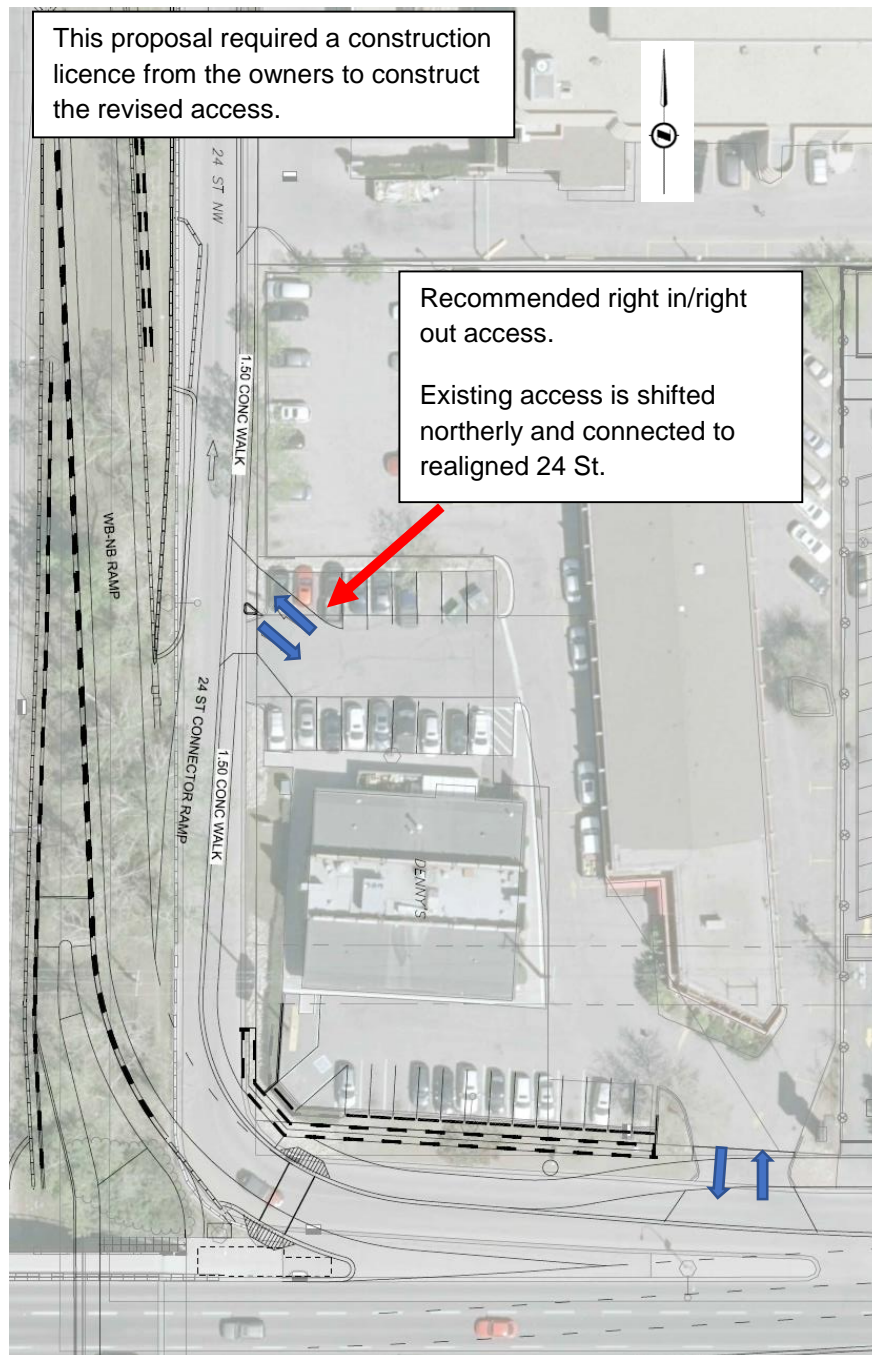 This proposal required a construction
licence from the owners to construct
the revised access.
24 ST NW
Recommended right in/right
out access.
Existing access is shifted
northerly and connected to
realigned 24 St.
1.50 CONC WALK
WB-NB RAMP
24 ST CONNECTOR RAMP
1.50 CONC WALK
DENNY'S